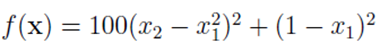 f(x) = 100(x₂ − x₁²)² + (1 − x₁)²